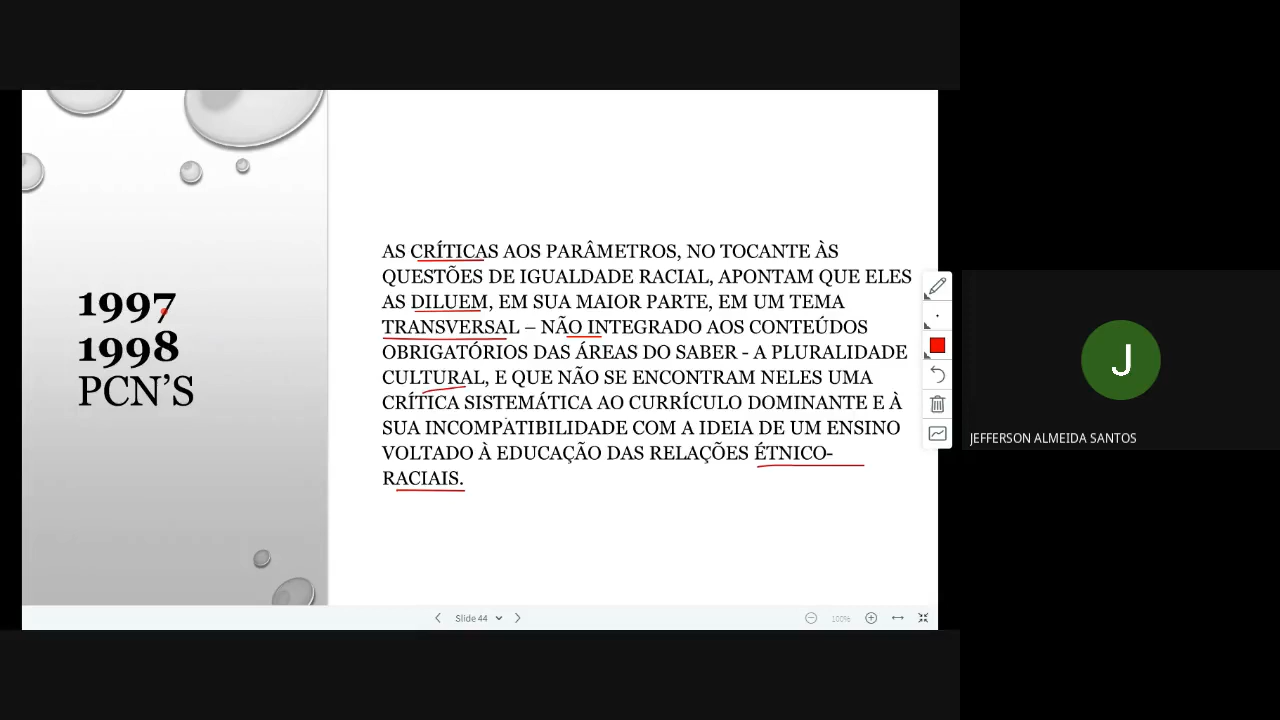 1997
1998
PCN'S
AS CRÍTICAS AOS PARÂMETROS, NO TOCANTE ÀS
QUESTÕES DE IGUALDADE RACIAL, APONTAM QUE ELES
AS DILUEM, EM SUA MAIOR PARTE, EM UM TEMA
TRANSVERSAL – NÃO INTEGRADO AOS CONTEÚDOS
OBRIGATÓRIOS DAS ÁREAS DO SABER - A PLURALIDADE
CULTURAL, E QUE NÃO SE ENCONTRAM NELES UMA
CRÍTICA SISTEMÁTICA AO CURRÍCULO DOMINANTE E À
SUA INCOMPATIBILIDADE COM A IDEIA DE UM ENSINO
VOLTADO À EDUCAÇÃO DAS RELAÇÕES ÉTNICO-
RACIAIS.
Slide 44
100%
J
JEFFERSON ALMEIDA SANTOS